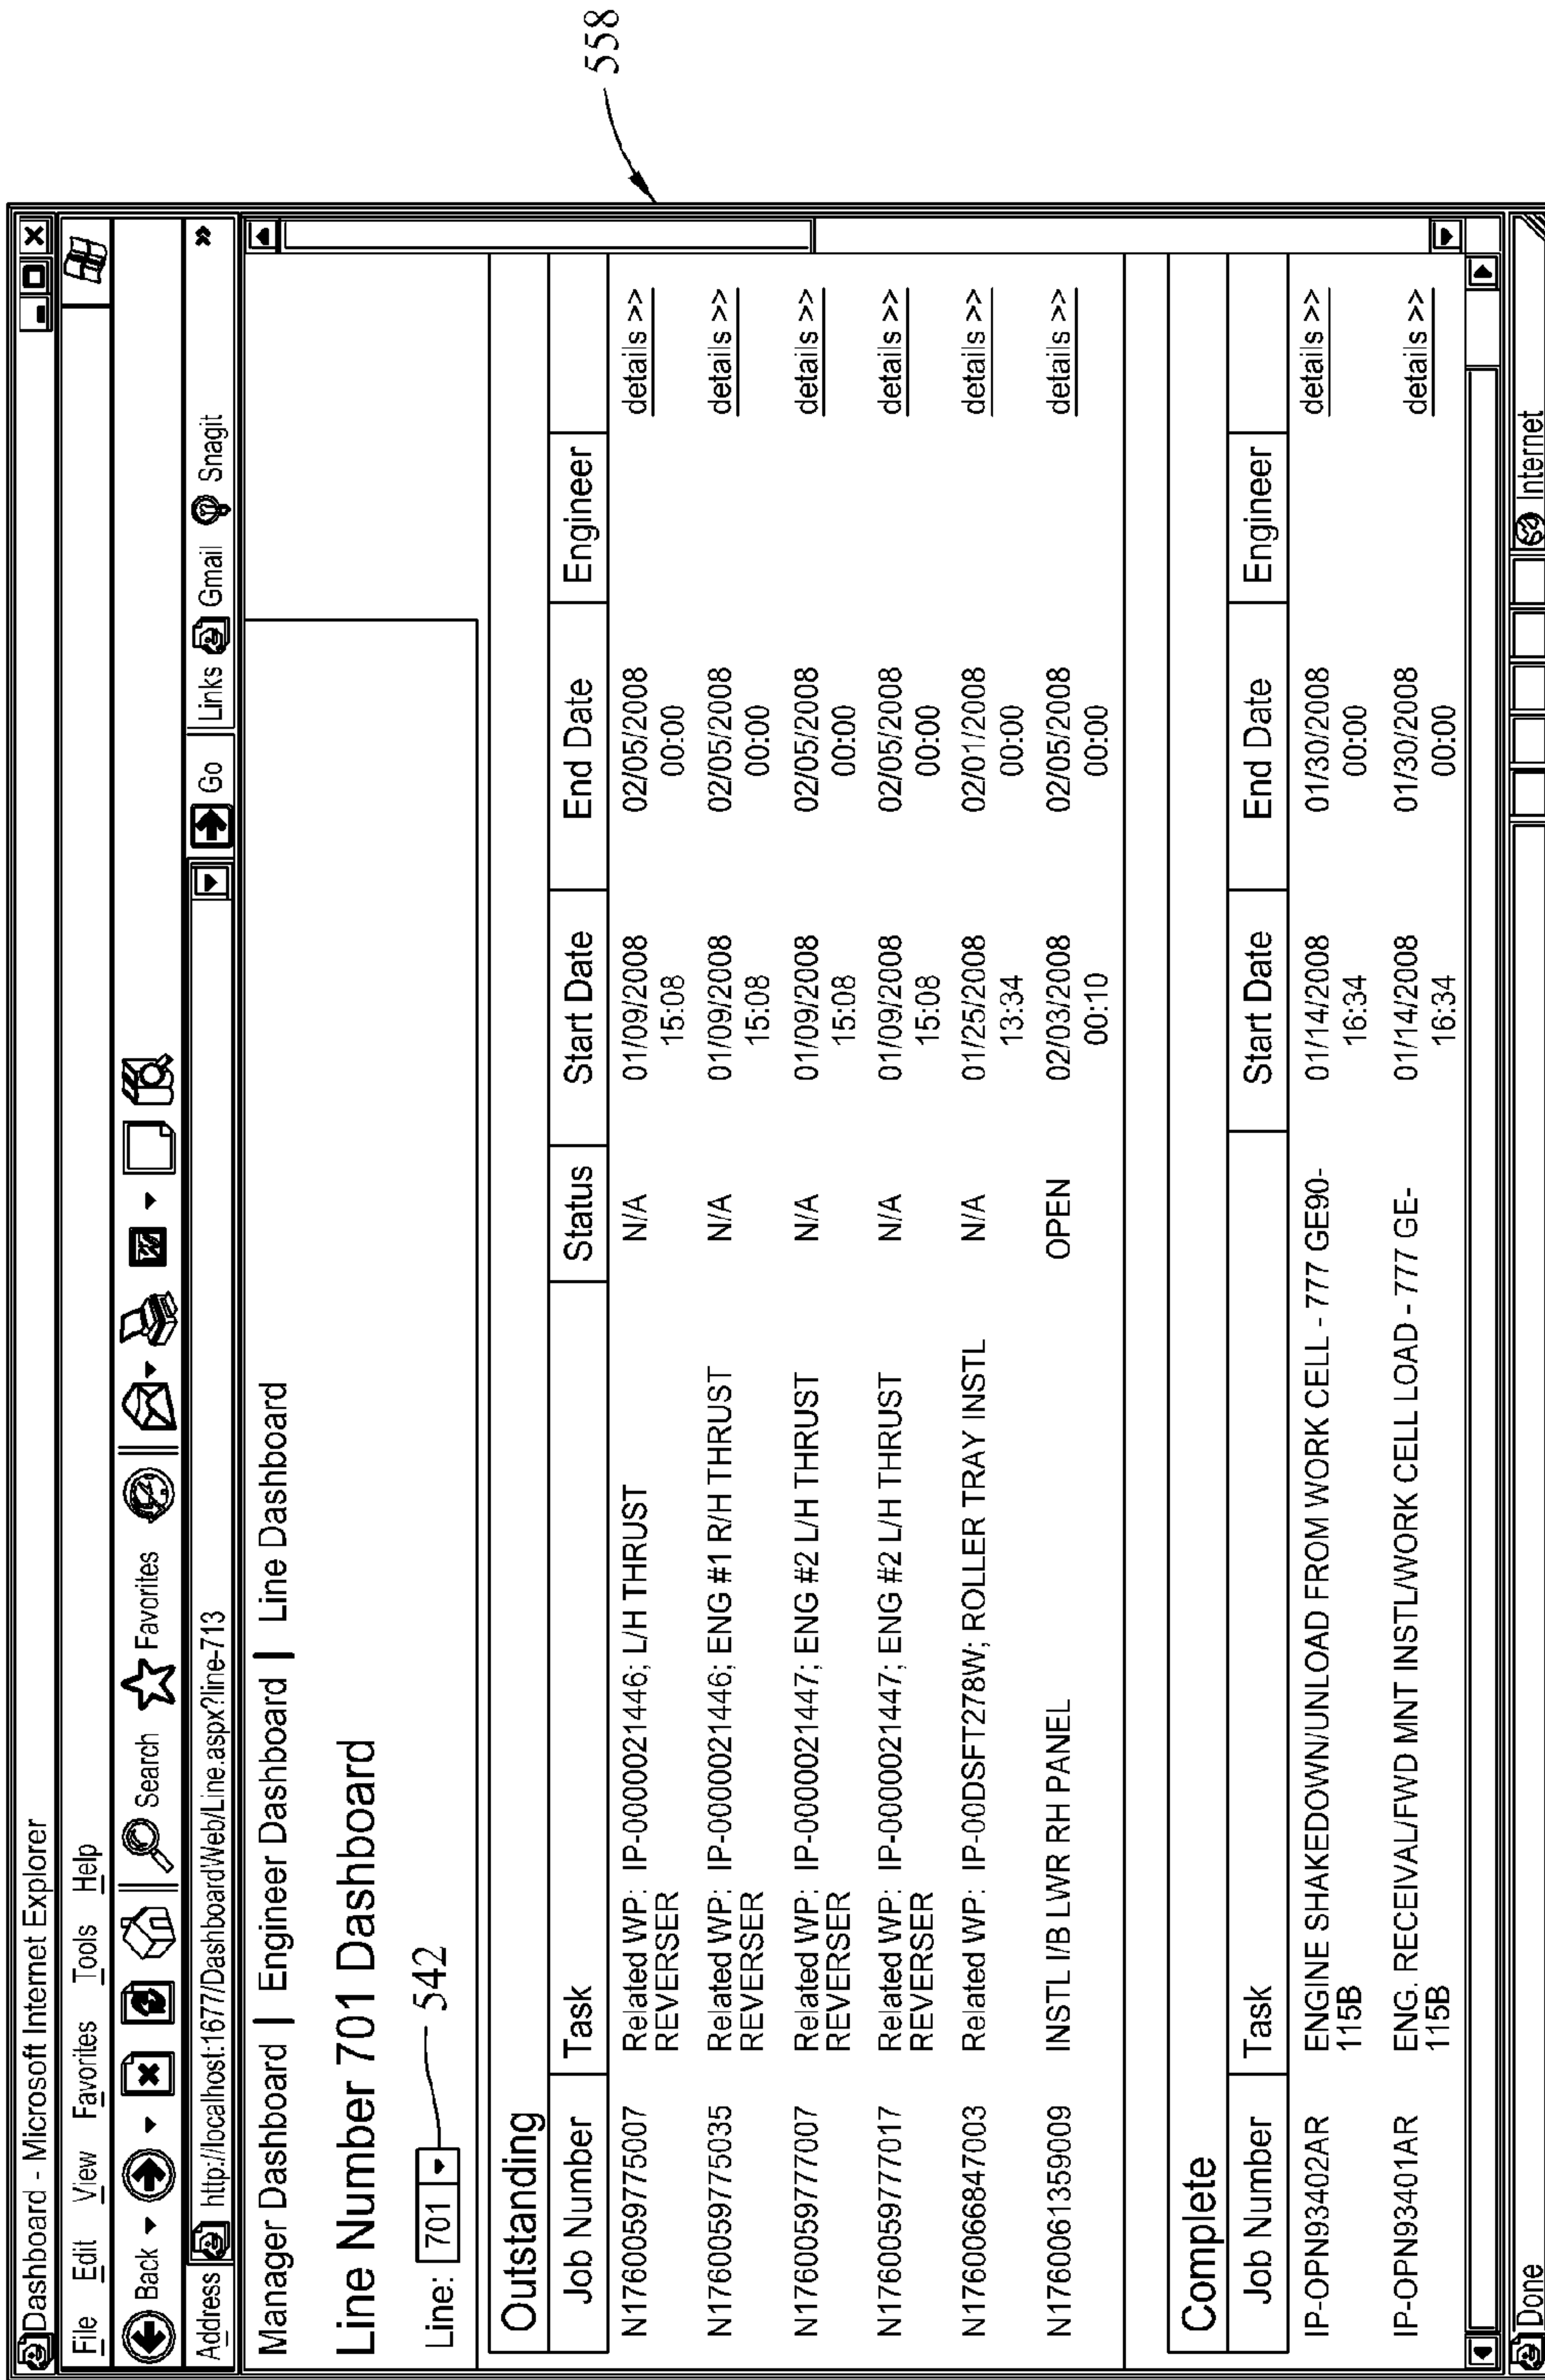 Dashboard - Microsoft Internet Explorer
File Edit View Favorites Tools Help
Back Search Favorites
Address http://localhost:1677/DashboardWeb/Line.aspx?line-713 Go Links Gmail Snagit »
Manager Dashboard | Engineer Dashboard | Line Dashboard
Line Number 701 Dashboard
Line: 701
542
558
Outstanding
Job Number Task Status Start Date End Date Engineer
N176005977​5007 Related WP: IP-0000021446; L/H THRUST N/A 01/09/2008 02/05/2008 details >>
REVERSER 15:08 00:00
N1760059775035 Related WP: IP-0000021446; ENG #1 R/H THRUST N/A 01/09/2008 02/05/2008 details >>
REVERSER 15:08 00:00
N1760059777007 Related WP: IP-0000021447; ENG #2 L/H THRUST N/A 01/09/2008 02/05/2008 details >>
REVERSER 15:08 00:00
N1760059777017 Related WP: IP-0000021447; ENG #2 L/H THRUST N/A 01/09/2008 02/05/2008 details >>
REVERSER 15:08 00:00
N1760066847003 Related WP: IP-00DSFT278W; ROLLER TRAY INSTL N/A 01/25/2008 02/01/2008 details >>
13:34 00:00
N1760061359009 INSTL I/B LWR RH PANEL OPEN 02/03/2008 02/05/2008 details >>
00:10 00:00
Complete
Job Number Task Start Date End Date Engineer
IP-OPN93402AR ENGINE SHAKEDOWN/UNLOAD FROM WORK CELL - 777 GE90- 01/14/2008 01/30/2008 details >>
115B 16:34 00:00
IP-OPN93401AR ENG. RECEIVAL/FWD MNT INSTL/WORK CELL LOAD - 777 GE- 01/14/2008 01/30/2008 details >>
115B 16:34 00:00
Done Internet